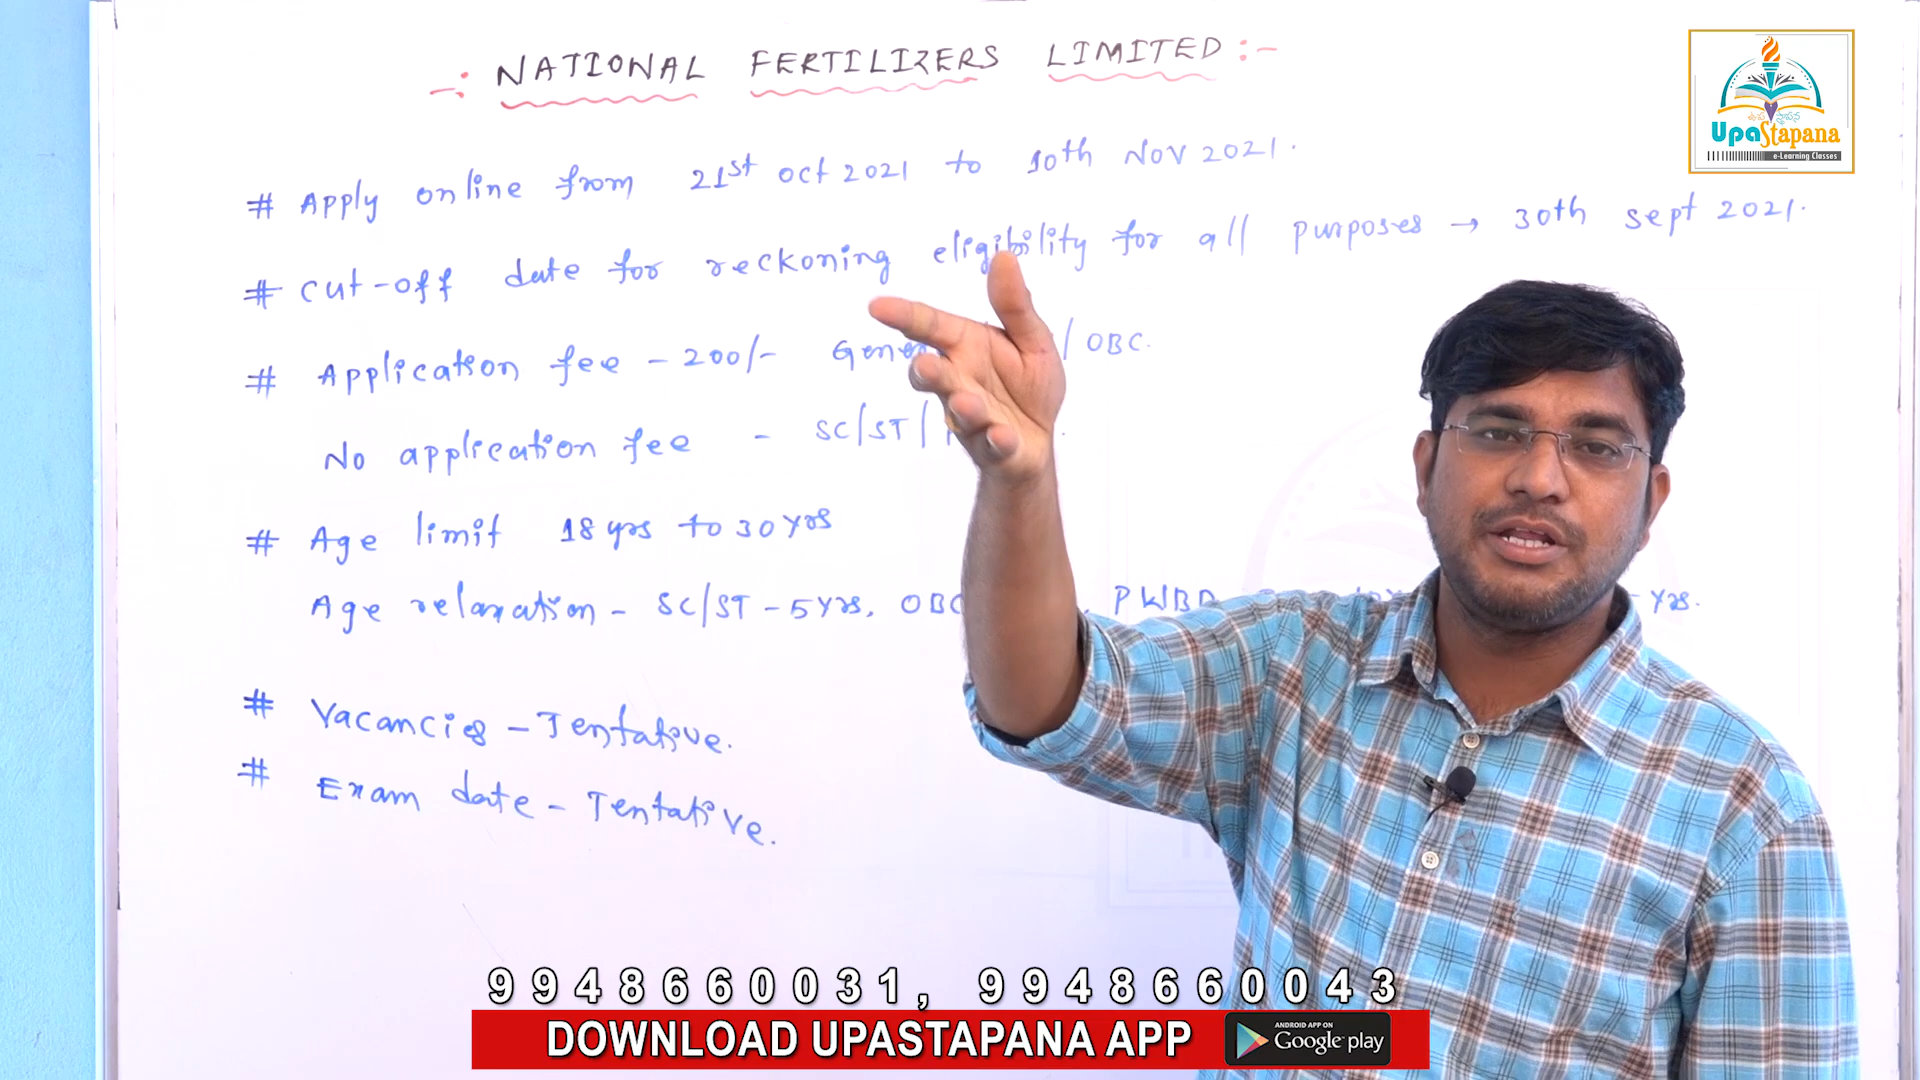 -: NATIONAL FERTILIZERS LIMITED :-
# Apply online from 21st oct 2021 to 10th Nov 2021.
# cut-off date for reckoning eligibility for all purposes → 30th sept 2021.
# Application fee - 200/- / OBC.
No application fee - SC/ST/
# Age limit 18 yrs to 30 yrs
Age relaxation - SC/ST - 5 yrs, OBC PWBD yrs.
# Vacancies - Tentative.
# Exam date - Tentative.
ఉపస్థాపన
UpaStapana
e-Learning Classes
9948660031, 9948660043
DOWNLOAD UPASTAPANA APP
ANDROID APP ON
Google play